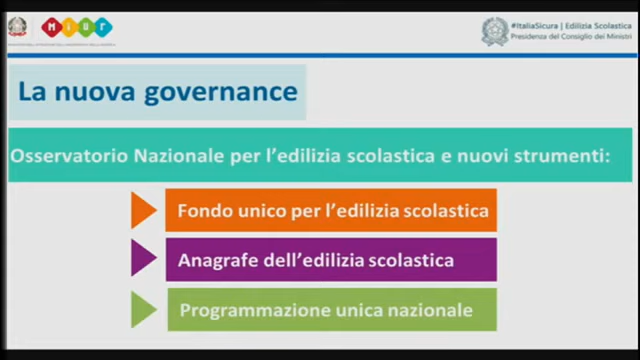 MIUR
#ItaliaSicura | Edilizia Scolastica
Presidenza del Consiglio dei Ministri
La nuova governance
Osservatorio Nazionale per l'edilizia scolastica e nuovi strumenti:
Fondo unico per l'edilizia scolastica
Anagrafe dell'edilizia scolastica
Programmazione unica nazionale